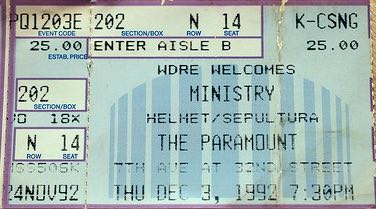 PQ1203E 202 N 14 K-CSNG
EVENT CODE SECTION/BOX ROW SEAT
25.00 ENTER AISLE B 25.00
ESTAB. PRICE
WDRE WELCOMES
202 MINISTRY
SECTION/BOX
18× HELMET/SEPULTURA
N 14 THE PARAMOUNT
ROW SEAT
7TH AVE AT 32ND STREET
24NOV92 THU DEC 3, 1992 7:30PM